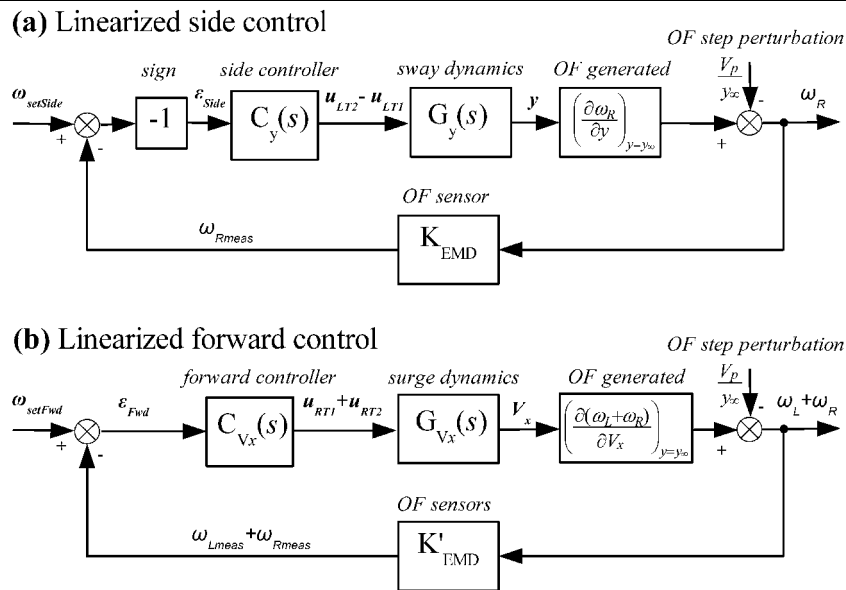 (a) Linearized side control
OF step perturbation
sign
side controller
sway dynamics
OF generated
V_p / y_∞
ω_setSide
ε_Side
u_LT2 - u_LT1
y
ω_R
-1
C_y(s)
G_y(s)
(∂ω_R / ∂y)_y=y∞
+
-
+
-
OF sensor
ω_Rmeas
K_EMD
(b) Linearized forward control
OF step perturbation
forward controller
surge dynamics
OF generated
V_p / y_∞
ω_setFwd
ε_Fwd
u_RT1 + u_RT2
V_x
ω_L+ω_R
C_Vx(s)
G_Vx(s)
(∂(ω_L+ω_R) / ∂V_x)_y=y∞
+
-
+
-
OF sensors
ω_Lmeas+ω_Rmeas
K'_EMD